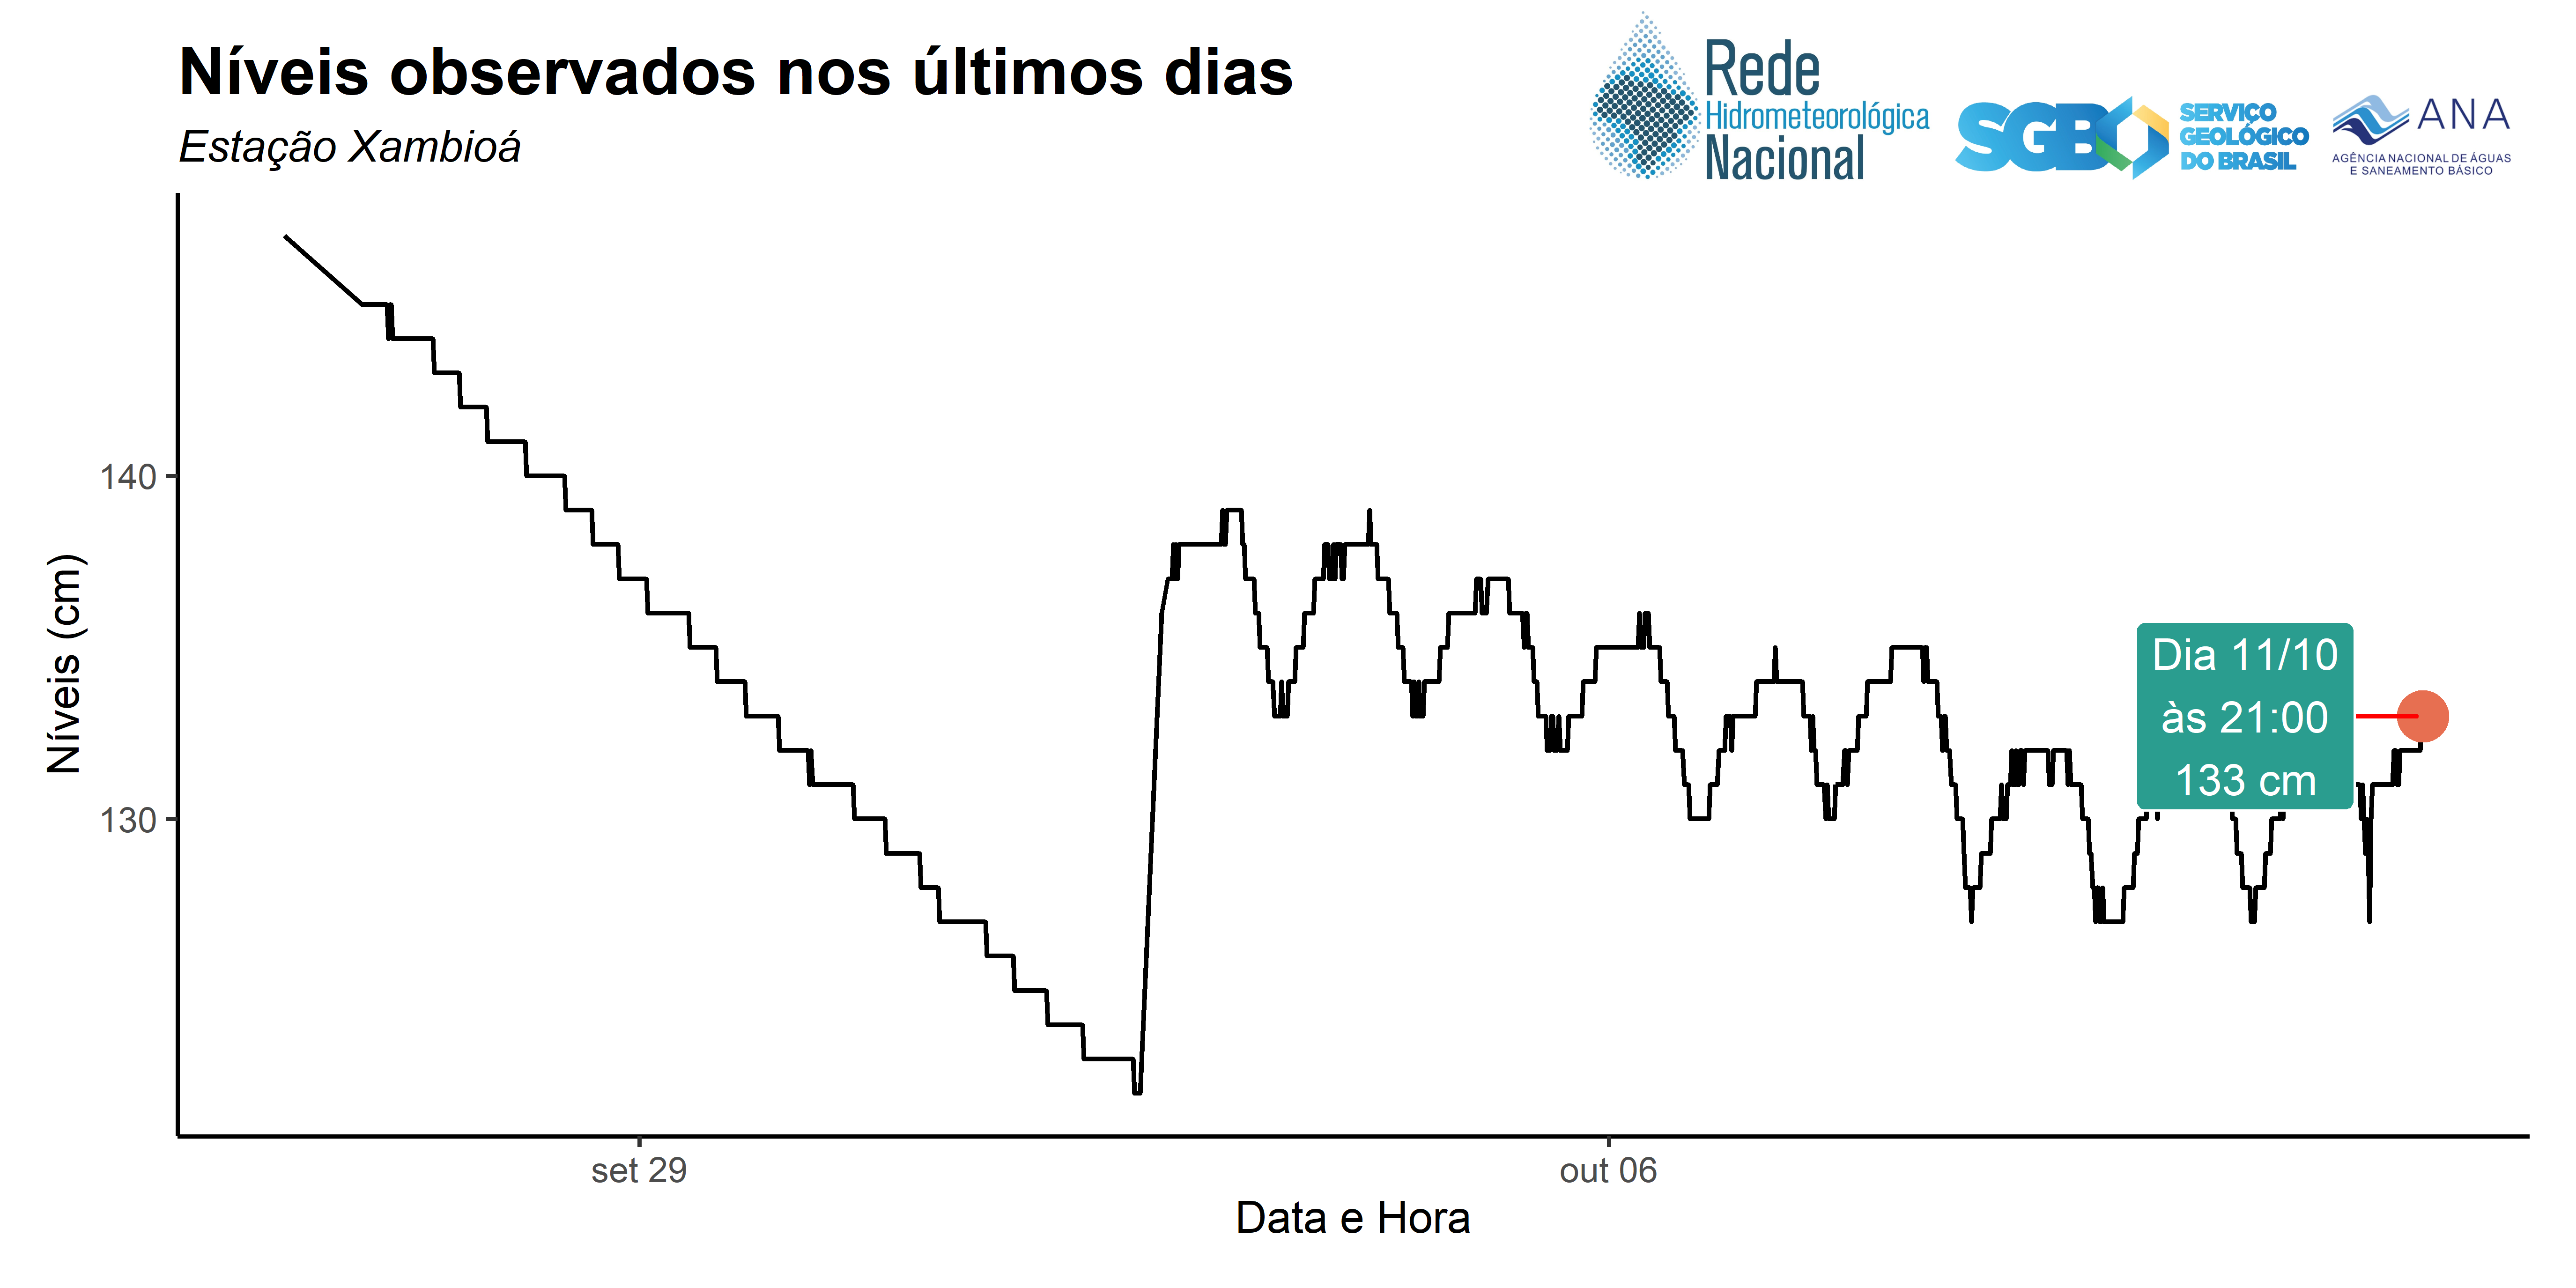 Níveis observados nos últimos dias
Estação Xambioá
Rede
Hidrometeorológica
Nacional
SGB
SERVIÇO
GEOLÓGICO
DO BRASIL
ANA
AGÊNCIA NACIONAL DE ÁGUAS
E SANEAMENTO BÁSICO
Níveis (cm)
140
130
Dia 11/10
às 21:00
133 cm
set 29
out 06
Data e Hora